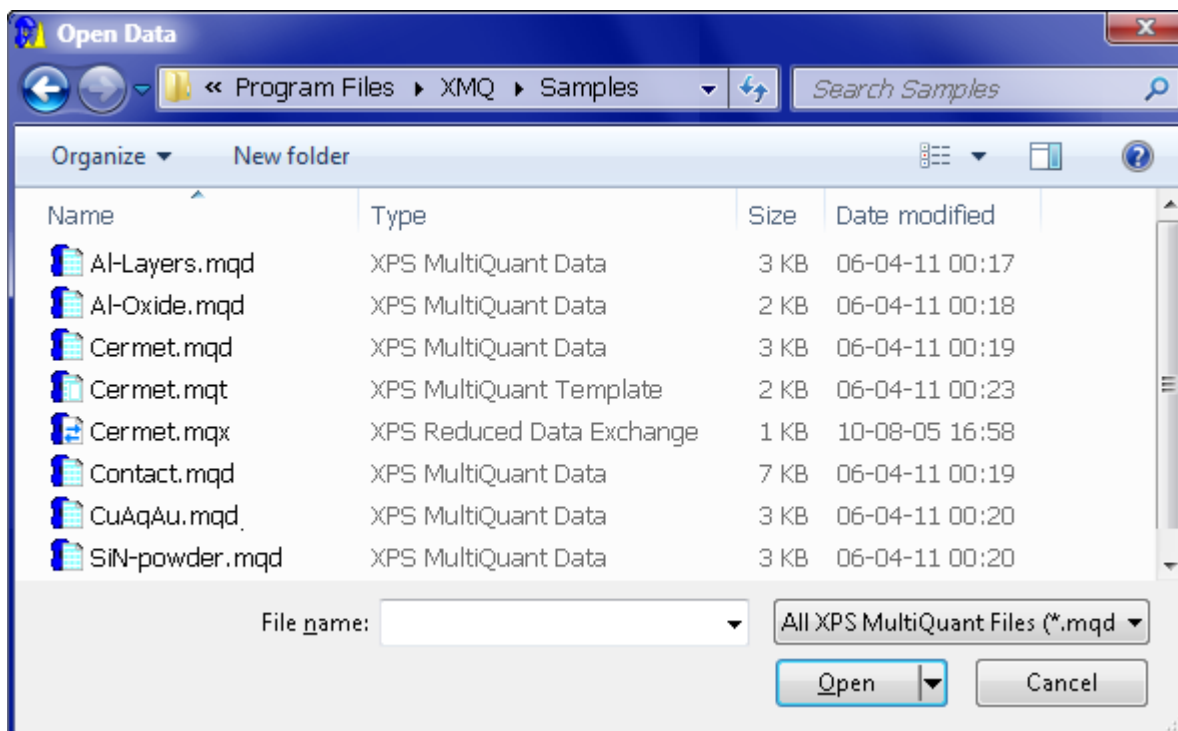 Open Data
« Program Files ▸ XMQ ▸ Samples Search Samples
Organize New folder
Name Type Size Date modified
Al-Layers.mqd XPS MultiQuant Data 3 KB 06-04-11 00:17
Al-Oxide.mqd XPS MultiQuant Data 2 KB 06-04-11 00:18
Cermet.mqd XPS MultiQuant Data 3 KB 06-04-11 00:19
Cermet.mqt XPS MultiQuant Template 2 KB 06-04-11 00:23
Cermet.mqx XPS Reduced Data Exchange 1 KB 10-08-05 16:58
Contact.mqd XPS MultiQuant Data 7 KB 06-04-11 00:19
CuAgAu.mqd XPS MultiQuant Data 3 KB 06-04-11 00:20
SiN-powder.mqd XPS MultiQuant Data 3 KB 06-04-11 00:20
File name: All XPS MultiQuant Files (*.mqd
Open Cancel